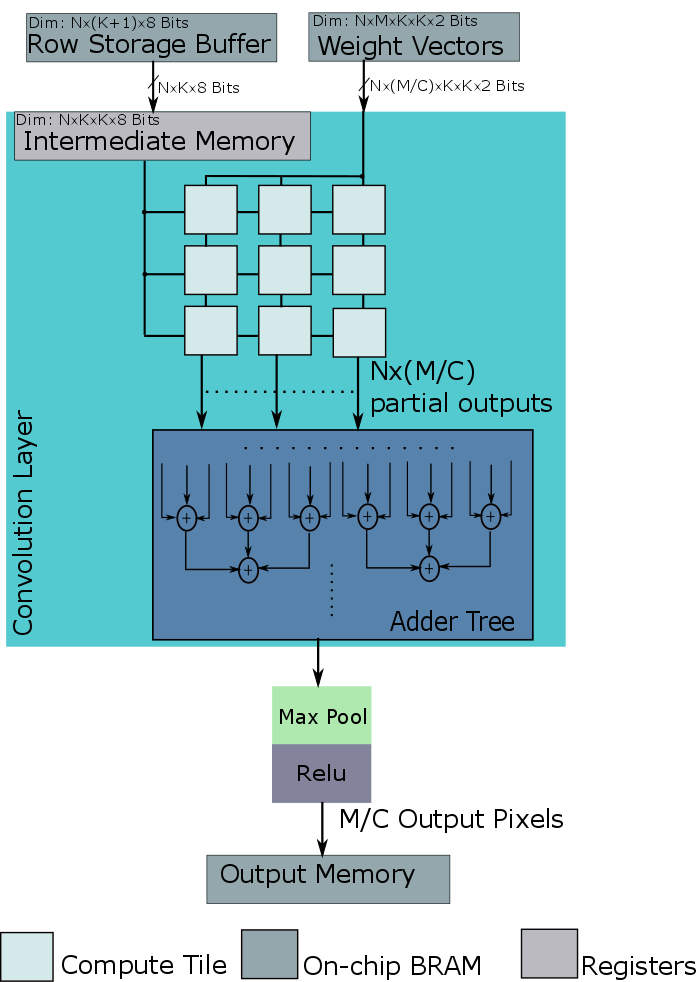 Dim: Nx(K+1)x8 Bits
Row Storage Buffer
Dim: NxMxKxKx2 Bits
Weight Vectors
NxKx8 Bits
Nx(M/C)xKxKx2 Bits
Dim: NxKxKx8 Bits
Intermediate Memory
Nx(M/C)
partial outputs
Convolution Layer
+ + + + + +
+ +
Adder Tree
Max Pool
Relu
M/C Output Pixels
Output Memory
Compute Tile
On-chip BRAM
Registers